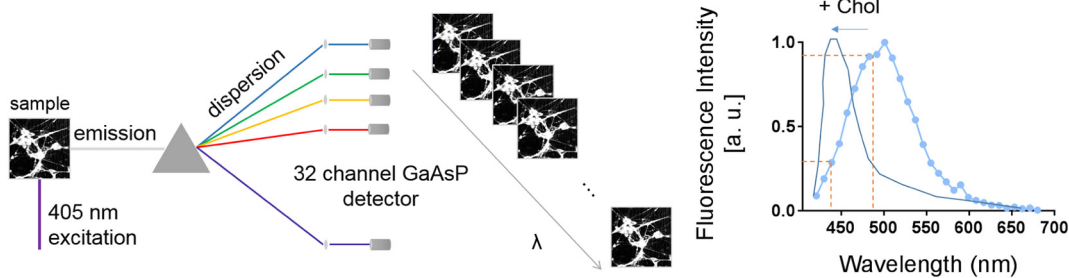 sample
emission
405 nm
excitation
dispersion
32 channel GaAsP
detector
...
λ
+ Chol
Fluorescence Intensity
[a. u.]
1.0
0.5
0.0
450 500 550 600 650 700
Wavelength (nm)